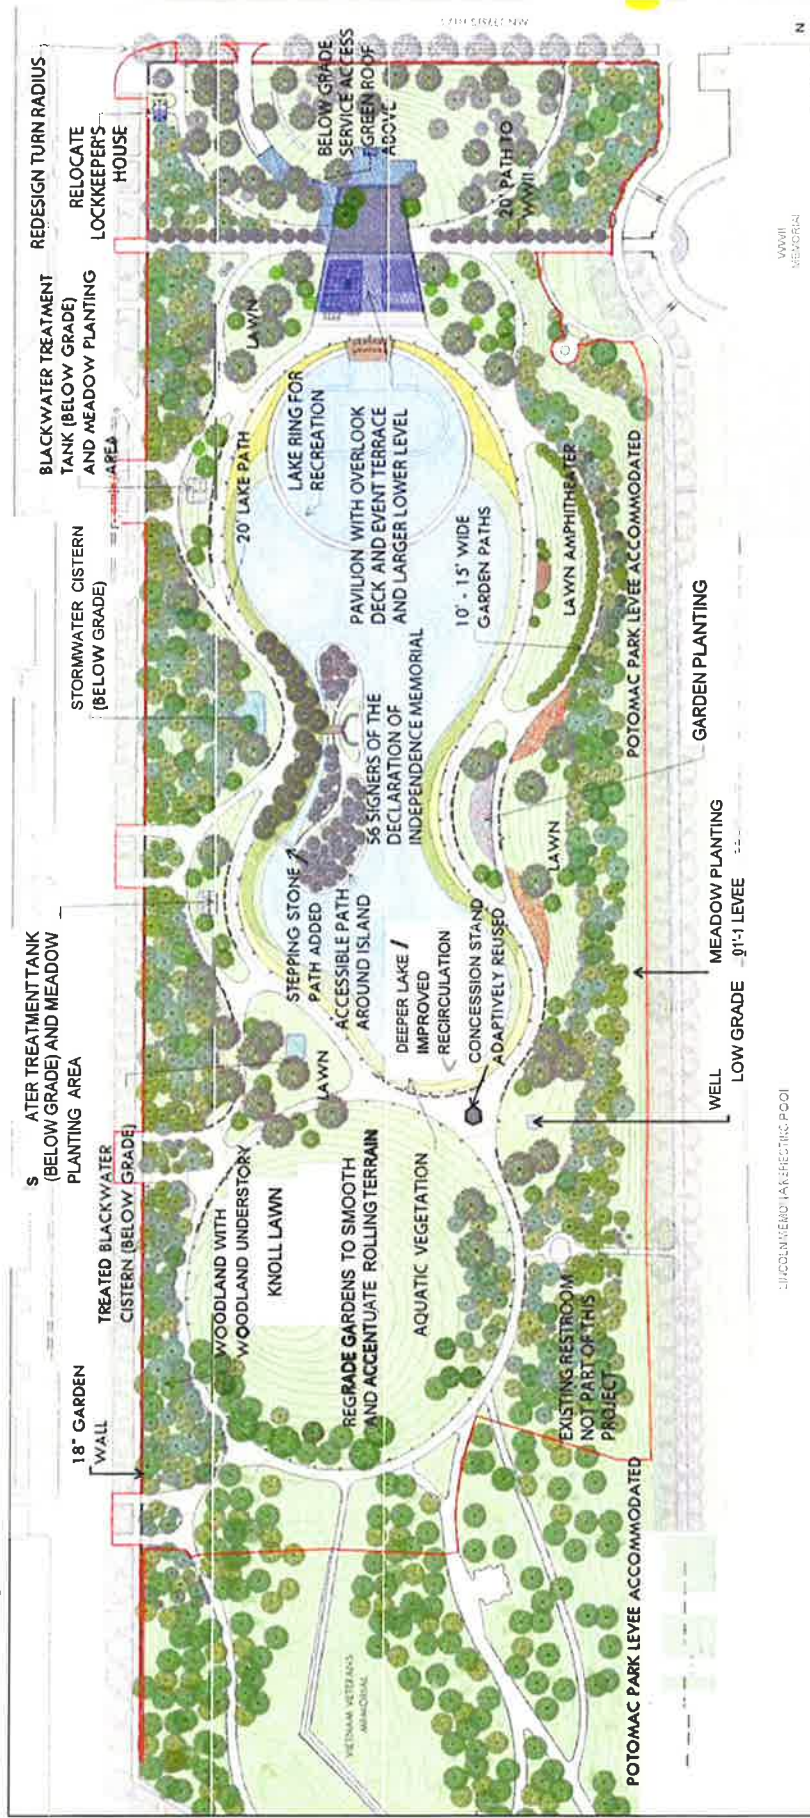 18" GARDEN
WALL
TREATED BLACKWATER
CISTERN (BELOW GRADE)
S
ATER TREATMENT TANK
(BELOW GRADE) AND MEADOW
PLANTING AREA
STORMWATER CISTERN
(BELOW GRADE)
BLACKWATER TREATMENT
TANK (BELOW GRADE)
AND MEADOW PLANTING
AREA
REDESIGN TURN RADIUS
RELOCATE
LOCKKEEPER'S
HOUSE
17TH STREET NW
BELOW GRADE
SERVICE ACCESS
GREEN ROOF
ABOVE
20' PATH TO
WWII
LAWN
20' LAKE PATH
LAKE RING FOR
RECREATION
PAVILION WITH OVERLOOK
DECK AND EVENT TERRACE
AND LARGER LOWER LEVEL
10' - 15' WIDE
GARDEN PATHS
LAWN AMPHITHEATER
56 SIGNERS OF THE
DECLARATION OF
INDEPENDENCE MEMORIAL
STEPPING STONE
PATH ADDED
ACCESSIBLE PATH
AROUND ISLAND
DEEPER LAKE /
IMPROVED
RECIRCULATION
CONCESSION STAND
ADAPTIVELY REUSED
LAWN
LAWN
WOODLAND WITH
WOODLAND UNDERSTORY
KNOLL LAWN
REGRADE GARDENS TO SMOOTH
AND ACCENTUATE ROLLING TERRAIN
AQUATIC VEGETATION
EXISTING RESTROOM
NOT PART OF THIS
PROJECT
VIETNAM VETERANS
MEMORIAL
POTOMAC PARK LEVEE ACCOMMODATED
POTOMAC PARK LEVEE ACCOMMODATED
GARDEN PLANTING
MEADOW PLANTING
WELL
LOW GRADE
LEVEE
LINCOLN MEMORIAL REFLECTING POOL
WWII
MEMORIAL
N